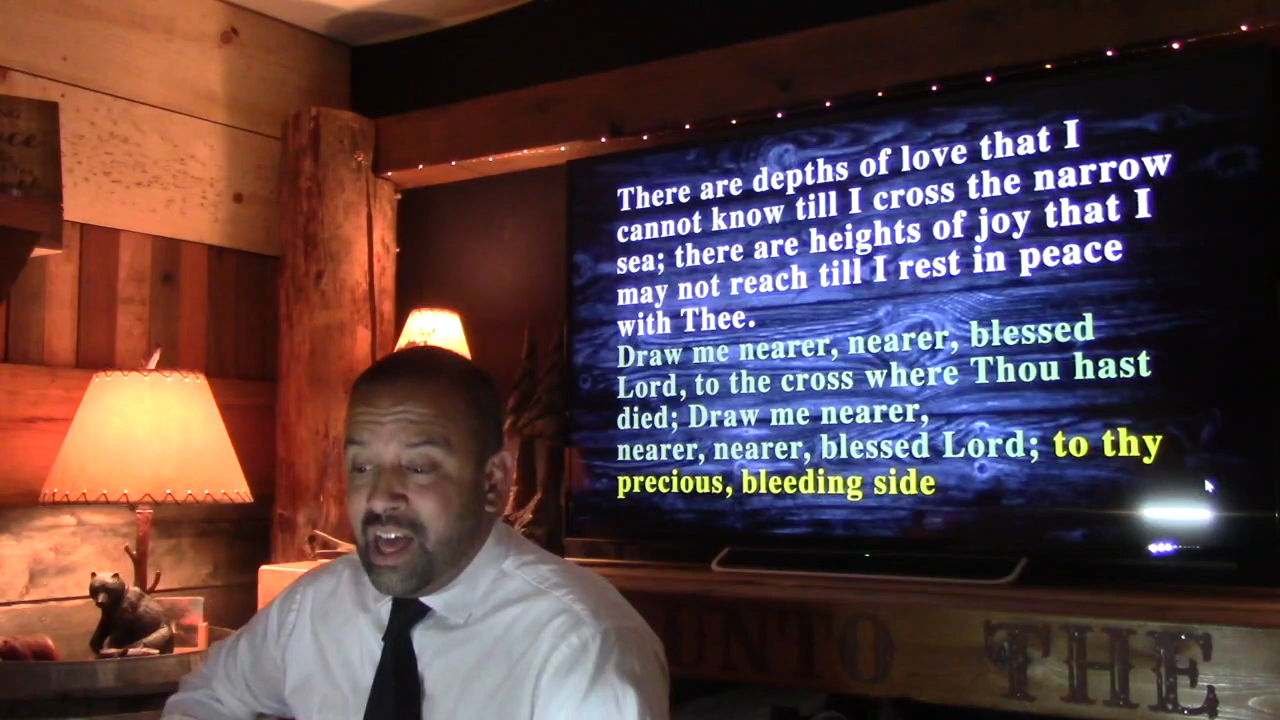 There are depths of love that I
cannot know till I cross the narrow
sea; there are heights of joy that I
may not reach till I rest in peace
with Thee.
Draw me nearer, nearer, blessed
Lord, to the cross where Thou hast
died; Draw me nearer,
nearer, nearer, blessed Lord; to thy
precious, bleeding side
UNTO THE